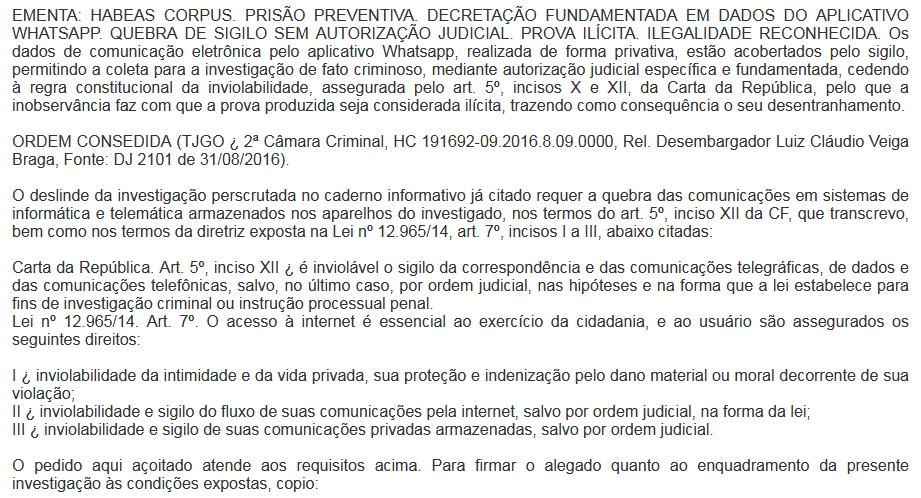 EMENTA: HABEAS CORPUS. PRISÃO PREVENTIVA. DECRETAÇÃO FUNDAMENTADA EM DADOS DO APLICATIVO
WHATSAPP. QUEBRA DE SIGILO SEM AUTORIZAÇÃO JUDICIAL. PROVA ILÍCITA. ILEGALIDADE RECONHECIDA. Os
dados de comunicação eletrônica pelo aplicativo Whatsapp, realizada de forma privativa, estão acobertados pelo sigilo,
permitindo a coleta para a investigação de fato criminoso, mediante autorização judicial específica e fundamentada, cedendo
à regra constitucional da inviolabilidade, assegurada pelo art. 5º, incisos X e XII, da Carta da República, pelo que a
inobservância faz com que a prova produzida seja considerada ilícita, trazendo como consequência o seu desentranhamento.
ORDEM CONSEDIDA (TJGO ¿ 2ª Câmara Criminal, HC 191692-09.2016.8.09.0000, Rel. Desembargador Luiz Cláudio Veiga
Braga, Fonte: DJ 2101 de 31/08/2016).
O deslinde da investigação perscrutada no caderno informativo já citado requer a quebra das comunicações em sistemas de
informática e telemática armazenados nos aparelhos do investigado, nos termos do art. 5º, inciso XII da CF, que transcrevo,
bem como nos termos da diretriz exposta na Lei nº 12.965/14, art. 7º, incisos I a III, abaixo citadas:
Carta da República. Art. 5º, inciso XII ¿ é inviolável o sigilo da correspondência e das comunicações telegráficas, de dados e
das comunicações telefônicas, salvo, no último caso, por ordem judicial, nas hipóteses e na forma que a lei estabelece para
fins de investigação criminal ou instrução processual penal.
Lei nº 12.965/14. Art. 7º. O acesso à internet é essencial ao exercício da cidadania, e ao usuário são assegurados os
seguintes direitos:
I ¿ inviolabilidade da intimidade e da vida privada, sua proteção e indenização pelo dano material ou moral decorrente de sua
violação;
II ¿ inviolabilidade e sigilo do fluxo de suas comunicações pela internet, salvo por ordem judicial, na forma da lei;
III ¿ inviolabilidade e sigilo de suas comunicações privadas armazenadas, salvo por ordem judicial.
O pedido aqui açoitado atende aos requisitos acima. Para firmar o alegado quanto ao enquadramento da presente
investigação às condições expostas, copio: